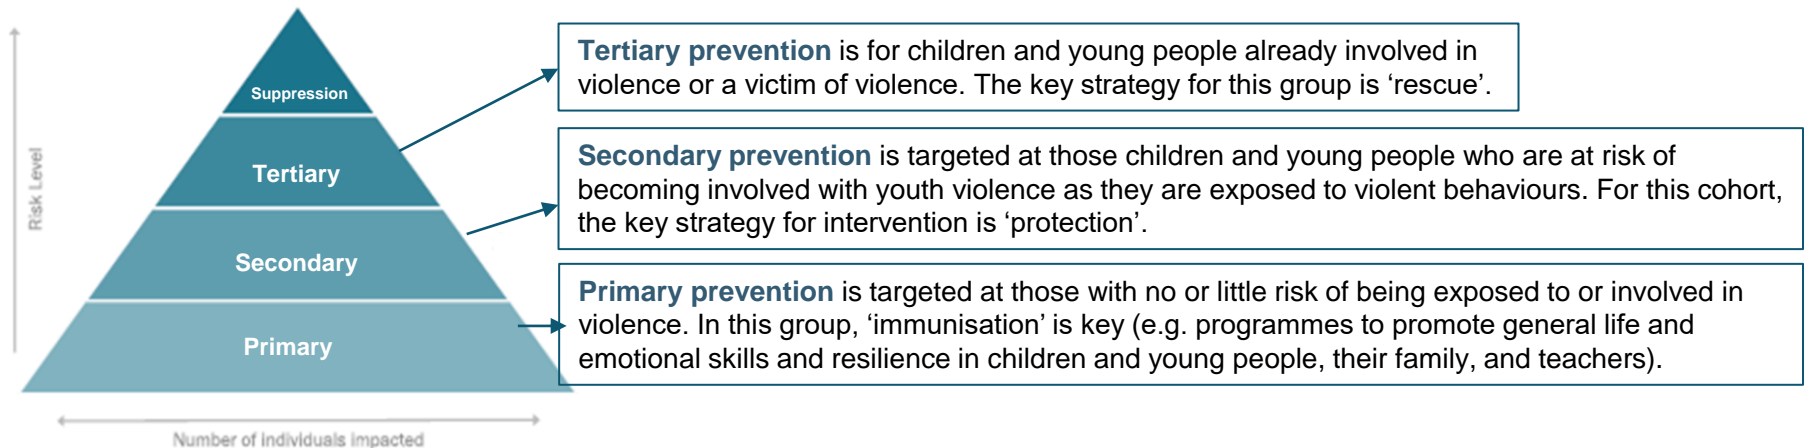 Suppression
Tertiary
Secondary
Primary
Risk Level
Number of individuals impacted
Tertiary prevention is for children and young people already involved in
violence or a victim of violence. The key strategy for this group is ‘rescue’.
Secondary prevention is targeted at those children and young people who are at risk of
becoming involved with youth violence as they are exposed to violent behaviours. For this cohort,
the key strategy for intervention is ‘protection’.
Primary prevention is targeted at those with no or little risk of being exposed to or involved in
violence. In this group, ‘immunisation’ is key (e.g. programmes to promote general life and
emotional skills and resilience in children and young people, their family, and teachers).